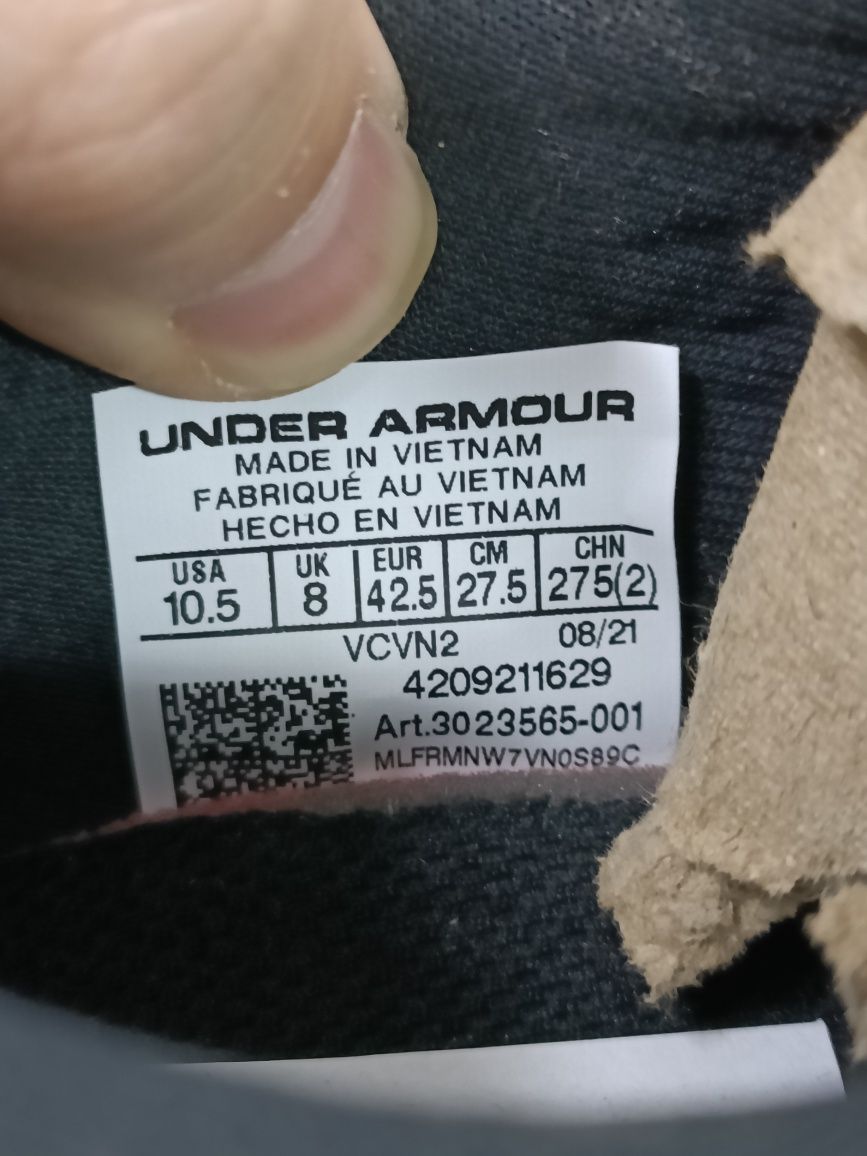 UNDER ARMOUR
MADE IN VIETNAM
FABRIQUÉ AU VIETNAM
HECHO EN VIETNAM
USA UK EUR CM CHN
10.5 8 42.5 27.5 275(2)
VCVN2 08/21
4209211629
Art.3023565-001
MLFRMNW7VN0S89C